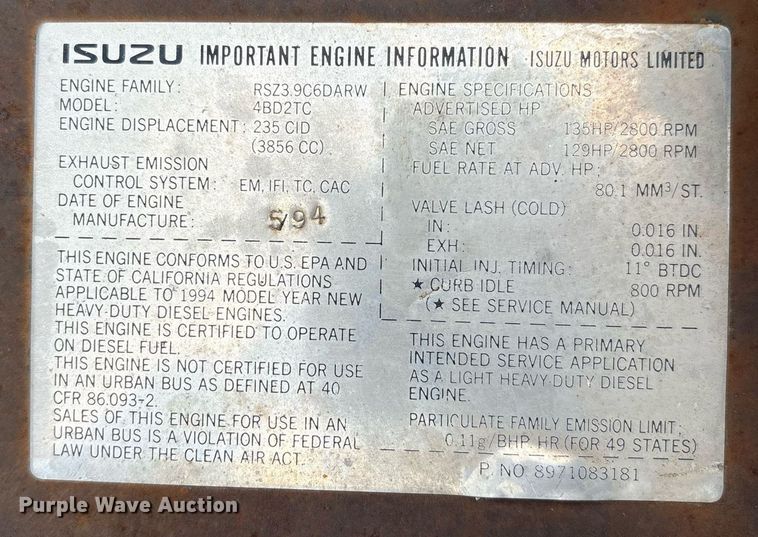 ISUZU IMPORTANT ENGINE INFORMATION ISUZU MOTORS LIMITED
ENGINE FAMILY: RSZ3.9C6DARW
MODEL: 4BD2TC
ENGINE DISPLACEMENT: 235 CID
(3856 CC)
EXHAUST EMISSION
CONTROL SYSTEM: EM, IFI, TC, CAC
DATE OF ENGINE
MANUFACTURE: 5/94
THIS ENGINE CONFORMS TO U.S. EPA AND
STATE OF CALIFORNIA REGULATIONS
APPLICABLE TO 1994 MODEL YEAR NEW
HEAVY-DUTY DIESEL ENGINES.
THIS ENGINE IS CERTIFIED TO OPERATE
ON DIESEL FUEL.
THIS ENGINE IS NOT CERTIFIED FOR USE
IN AN URBAN BUS AS DEFINED AT 40
CFR 86.093-2.
SALES OF THIS ENGINE FOR USE IN AN
URBAN BUS IS A VIOLATION OF FEDERAL
LAW UNDER THE CLEAN AIR ACT.
ENGINE SPECIFICATIONS
ADVERTISED HP
SAE GROSS 135HP/2800 RPM
SAE NET 129HP/2800 RPM
FUEL RATE AT ADV. HP:
80.1 MM³/ST.
VALVE LASH (COLD)
IN: 0.016 IN.
EXH: 0.016 IN.
INITIAL INJ. TIMING: 11° BTDC
★ CURB IDLE 800 RPM
(★ SEE SERVICE MANUAL)
THIS ENGINE HAS A PRIMARY
INTENDED SERVICE APPLICATION
AS A LIGHT HEAVY-DUTY DIESEL
ENGINE.
PARTICULATE FAMILY EMISSION LIMIT:
0.11g/BHP HR (FOR 49 STATES)
P. NO 8971083181
Purple Wave Auction